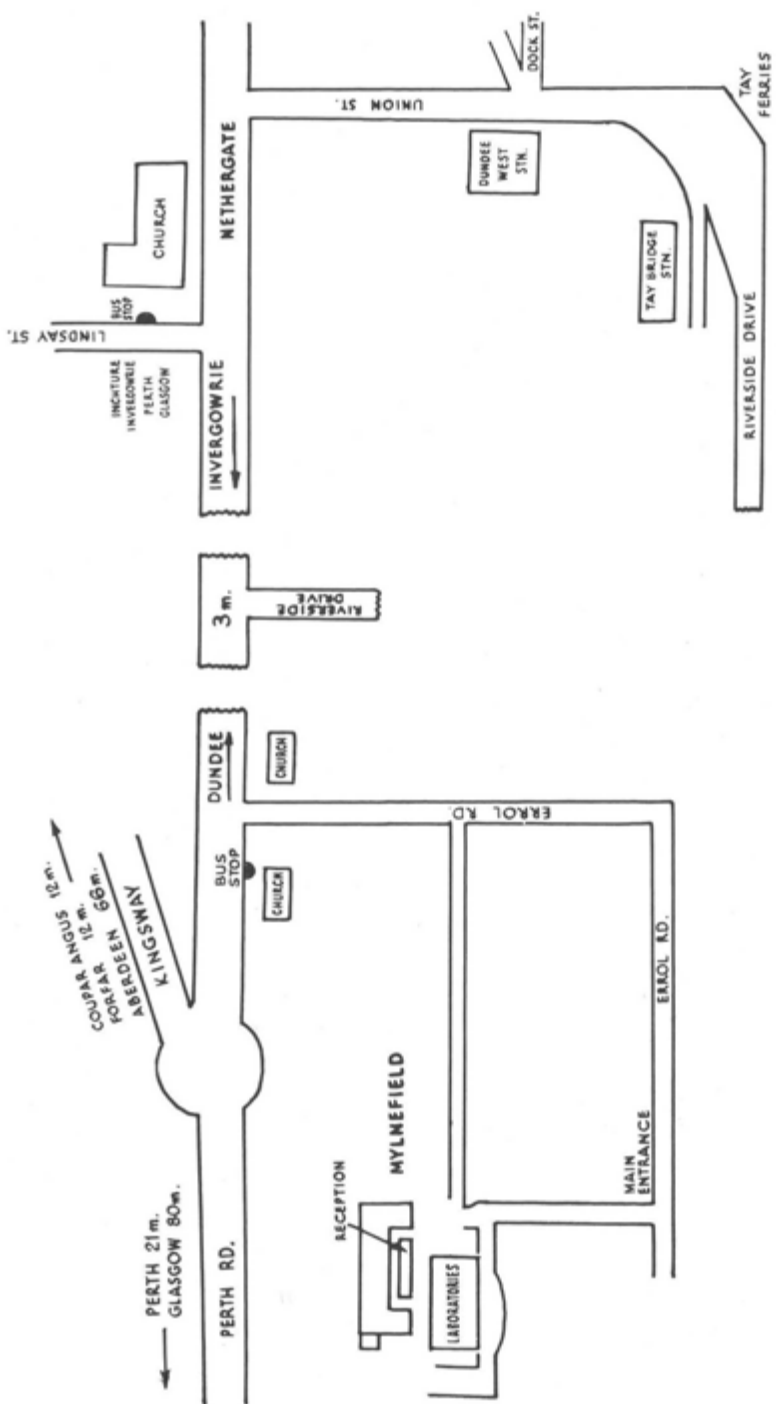 PERTH 21m.
GLASGOW 80m.
PERTH RD.
COUPAR ANGUS 12m.
FORFAR 12 m.
ABERDEEN 66m.
KINGSWAY
BUS
STOP
DUNDEE
CHURCH
CHURCH
RECEPTION
MYLNEFIELD
LABORATORIES
MAIN
ENTRANCE
ERROL RD.
ERROL RD.
3m.
RIVERSIDE
DRIVE
LINDSAY ST.
BUS
STOP
INCHTURE
INVERGOWRIE
PERTH
GLASGOW
CHURCH
INVERGOWRIE
NETHERGATE
UNION
ST.
DOCK ST.
DUNDEE
WEST
STN.
TAY BRIDGE
STN.
RIVERSIDE DRIVE
TAY
FERRIES